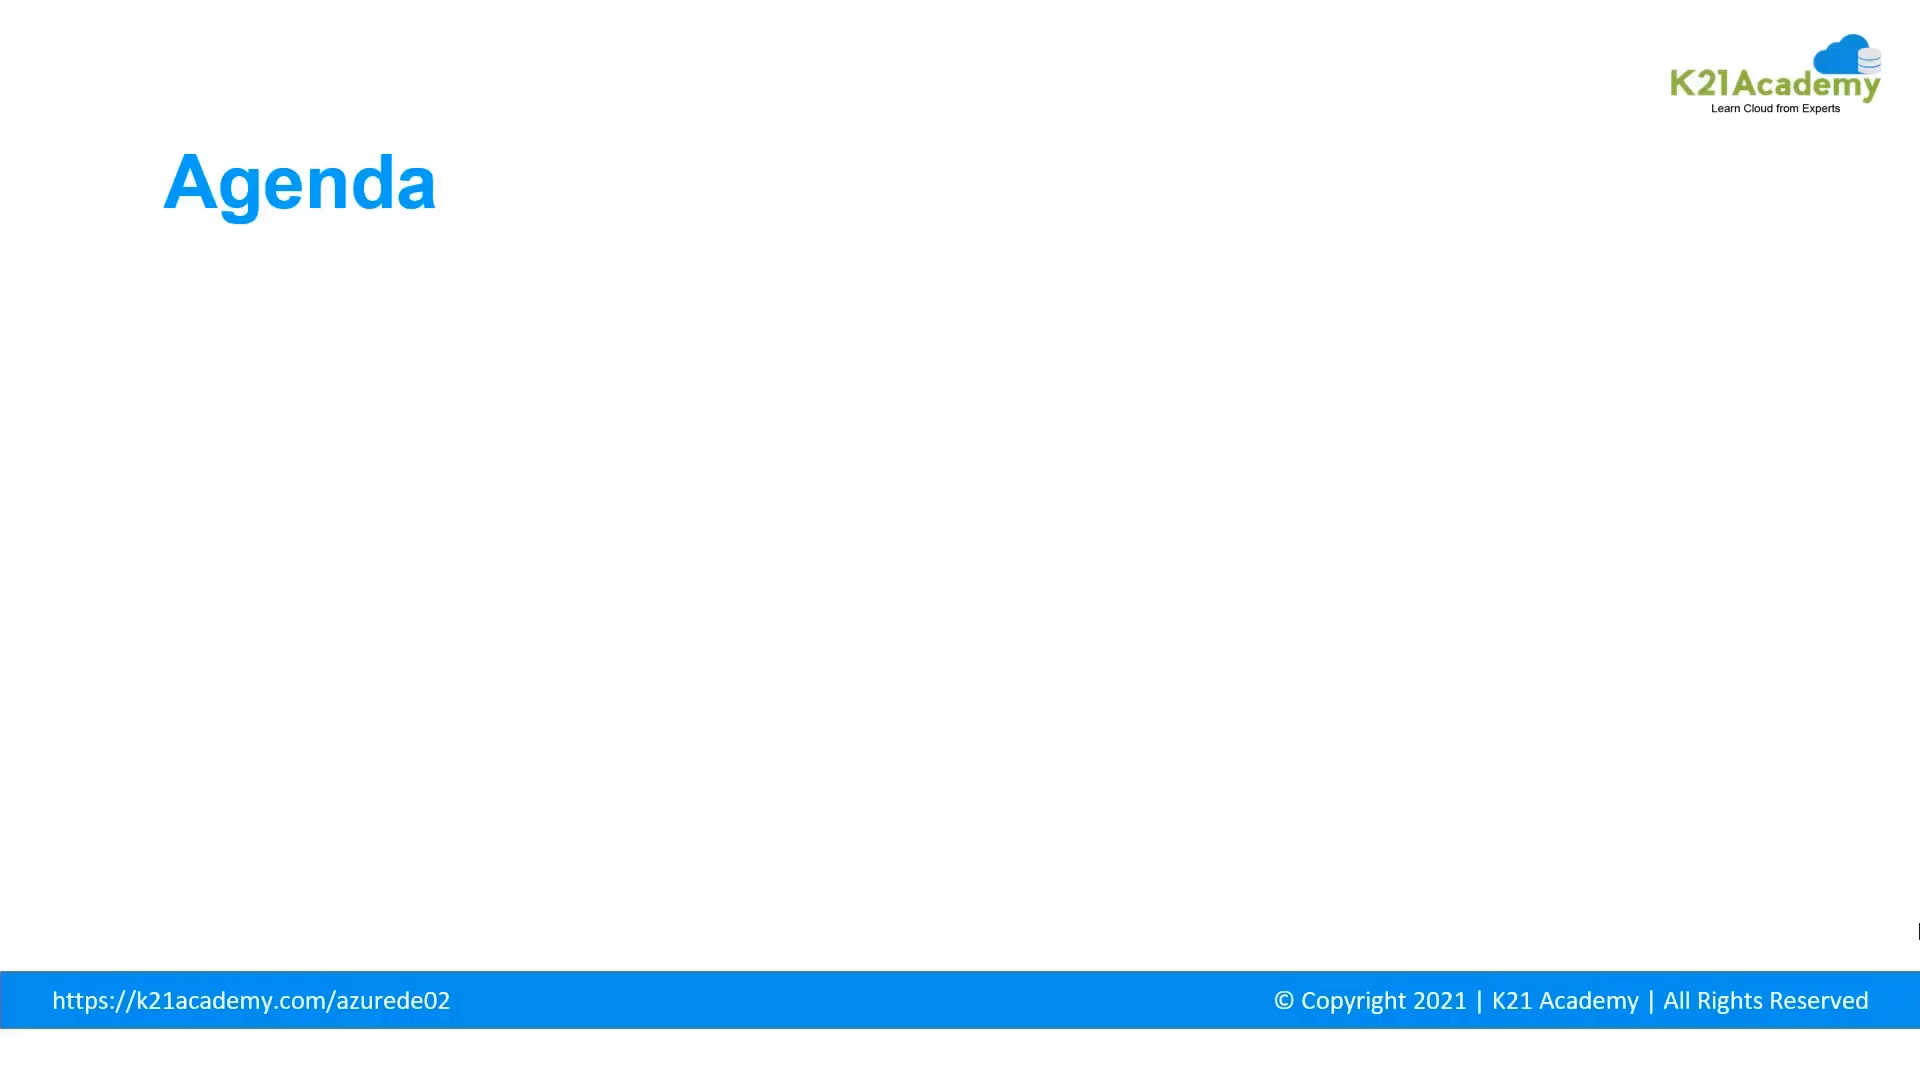 K21Academy
Learn Cloud from Experts
Agenda
https://k21academy.com/azurede02
© Copyright 2021 | K21 Academy | All Rights Reserved